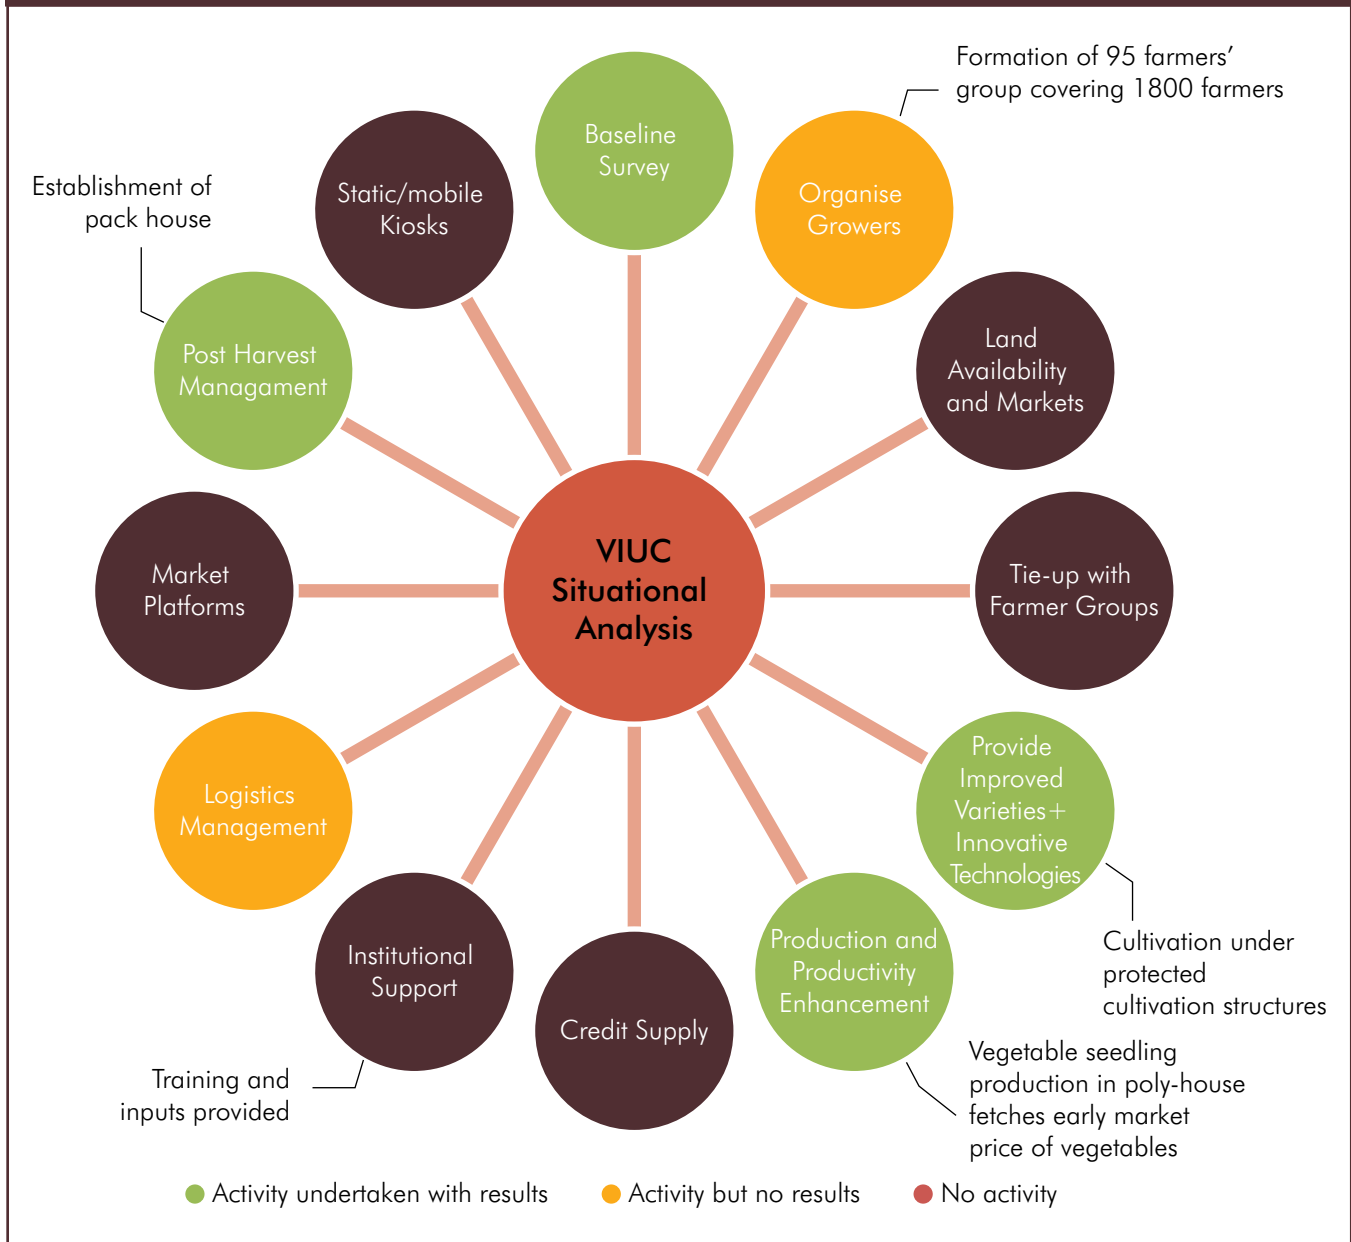 Formation of 95 farmers’
group covering 1800 farmers
Baseline
Survey
Organise
Growers
Static/mobile
Kiosks
Establishment of
pack house
Land
Availability
and Markets
Post Harvest
Managament
VIUC
Situational
Analysis
Market
Platforms
Tie-up with
Farmer Groups
Provide
Improved
Varieties+
Innovative
Technologies
Logistics
Management
Production and
Productivity
Enhancement
Institutional
Support
Credit Supply
Cultivation under
protected
cultivation structures
Vegetable seedling
production in poly-house
fetches early market
price of vegetables
Training and
inputs provided
Activity undertaken with results
Activity but no results
No activity